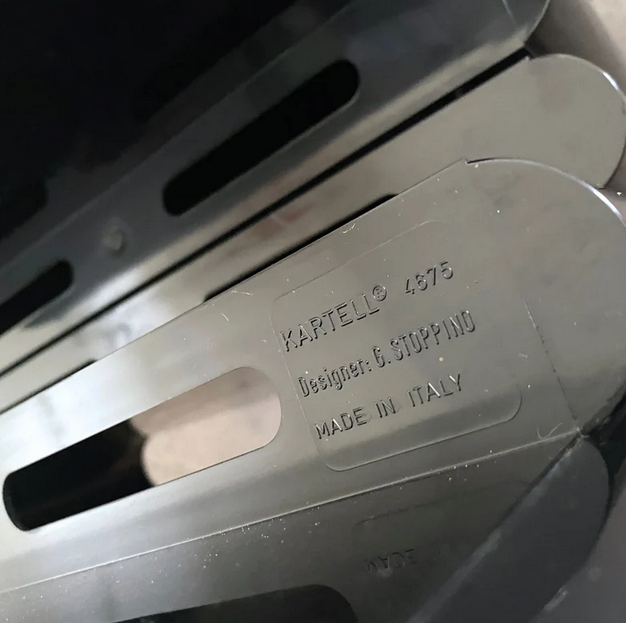 KARTELL® 4675
Designer: G. STOPPINO
MADE IN ITALY